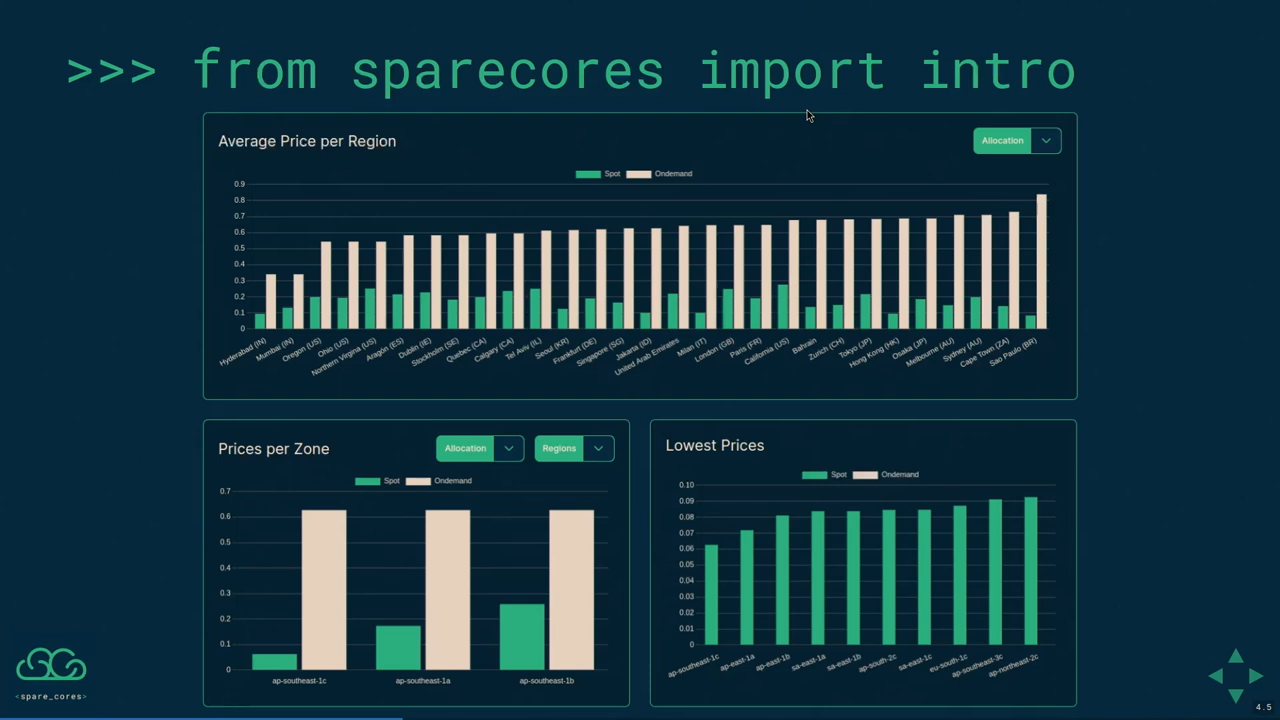 >>> from sparecores import intro
Average Price per Region
Allocation
Spot Ondemand
0.9
0.8
0.7
0.6
0.5
0.4
0.3
0.2
0.1
0
Hyderabad (IN) Mumbai (IN) Oregon (US) Ohio (US) Northern Virgina (US) Aragón (ES) Dublin (IE) Stockholm (SE) Quebec (CA) Calgary (CA) Tel Aviv (IL) Seoul (KR) Frankfurt (DE) Singapore (SG) Jakarta (ID) United Arab Emirates Milan (IT) London (GB) Paris (FR) California (US) Bahrain Zurich (CH) Tokyo (JP) Hong Kong (HK) Osaka (JP) Melbourne (AU) Sydney (AU) Cape Town (ZA) Sao Paulo (BR)
Prices per Zone
Allocation
Regions
Spot Ondemand
0.7
0.6
0.5
0.4
0.3
0.2
0.1
0
ap-southeast-1c ap-southeast-1a ap-southeast-1b
Lowest Prices
Spot Ondemand
0.10
0.09
0.08
0.07
0.06
0.05
0.04
0.03
0.02
0.01
0
ap-southeast-1c ap-east-1a ap-east-1b sa-east-1a sa-east-1b ap-south-2c sa-east-1c eu-south-1c ap-southeast-3c ap-northeast-2c
<spare_cores>
4.5